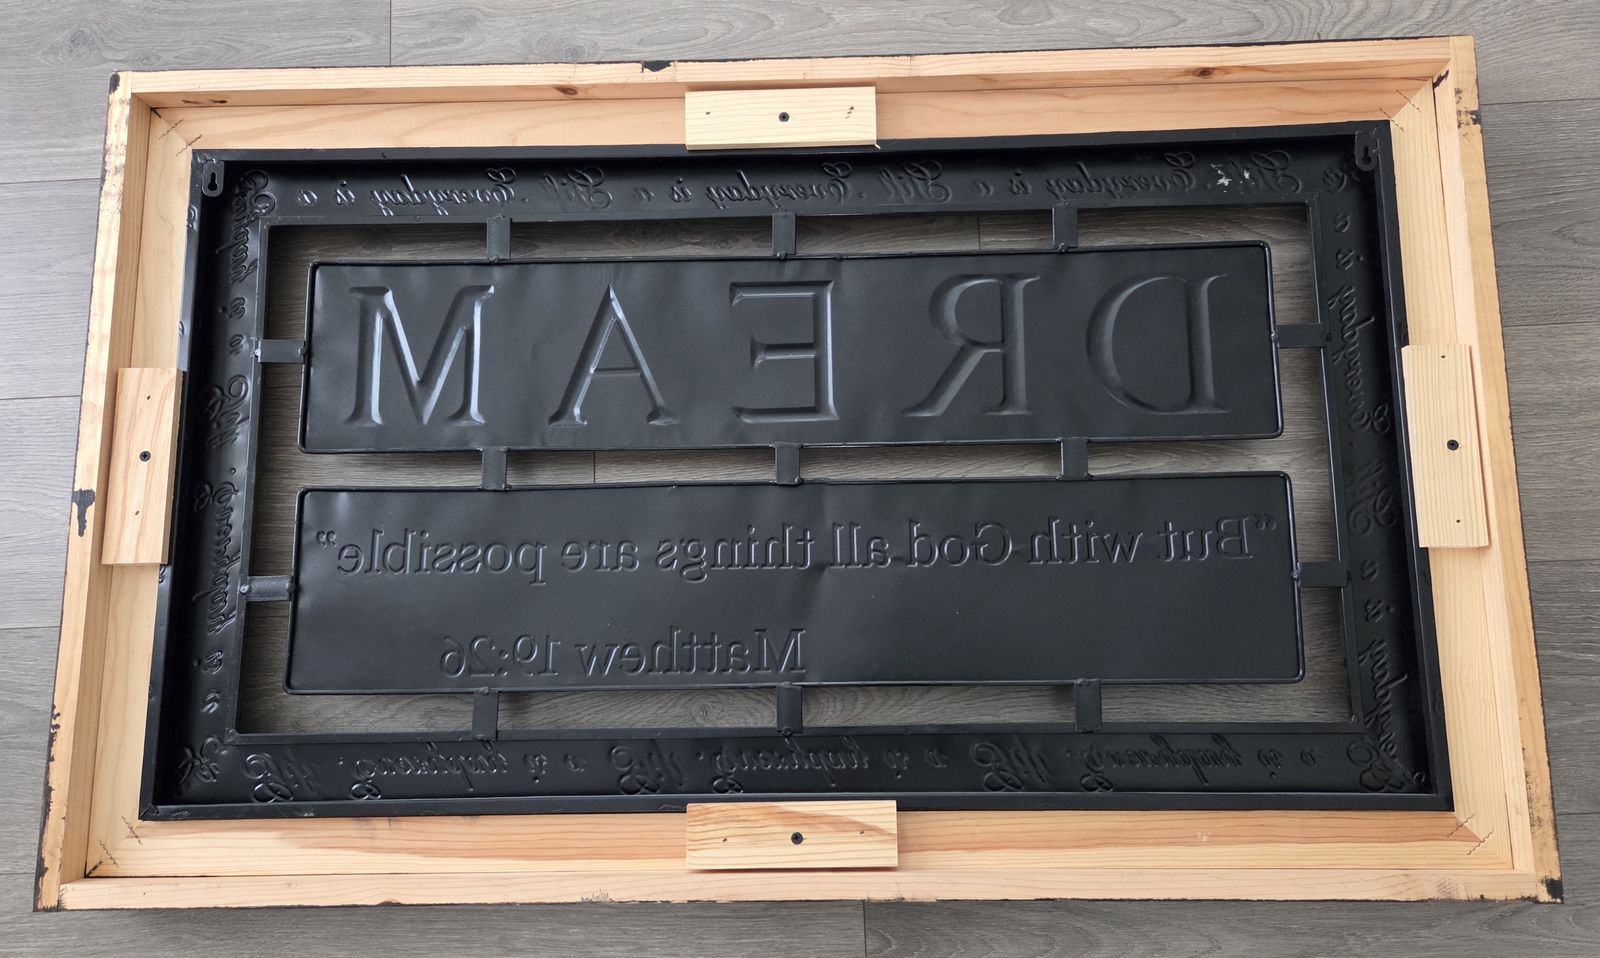 Everyday is a Gift. Everyday is a Gift. Everyday is a
DREAM
“But with God all things are possible”
Matthew 19:26